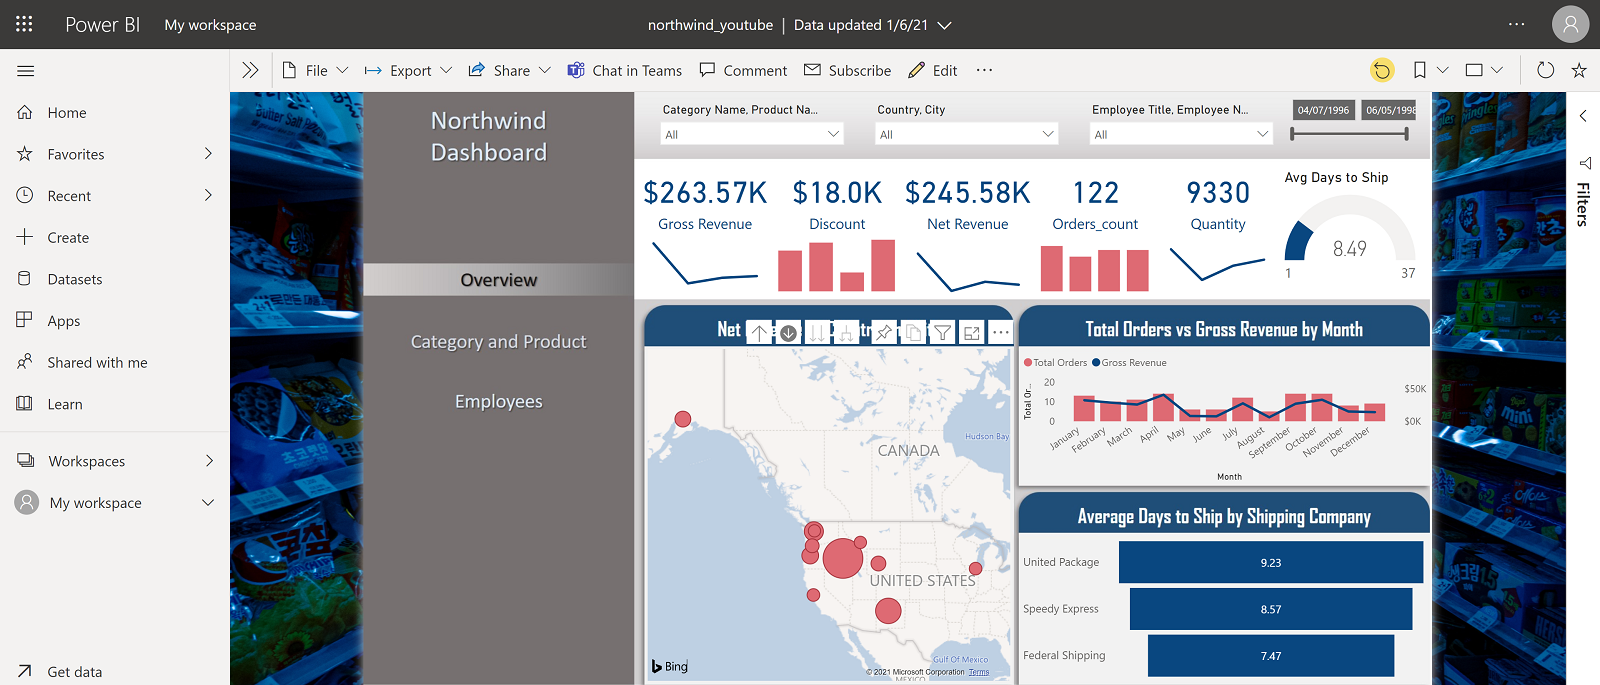 Power BI
My workspace
northwind_youtube | Data updated 1/6/21
File
Export
Share
Chat in Teams
Comment
Subscribe
Edit
Home
Favorites
Recent
Create
Datasets
Apps
Shared with me
Learn
Workspaces
My workspace
Get data
Northwind
Dashboard
Overview
Category and Product
Employees
Category Name, Product Na...
All
Country, City
All
Employee Title, Employee N...
All
04/07/1996
06/05/1998
$263.57K
Gross Revenue
$18.0K
Discount
$245.58K
Net Revenue
122
Orders_count
9330
Quantity
Avg Days to Ship
8.49
1
37
Filters
Net
CANADA
Hudson Bay
UNITED STATES
Gulf Of Mexico
MEXICO
Bing
© 2021 Microsoft Corporation Terms
Total Orders vs Gross Revenue by Month
Total Orders
Gross Revenue
Total Or...
20
10
0
$50K
$0K
January
February
March
April
May
June
July
August
September
October
November
December
Month
Average Days to Ship by Shipping Company
United Package
9.23
Speedy Express
8.57
Federal Shipping
7.47